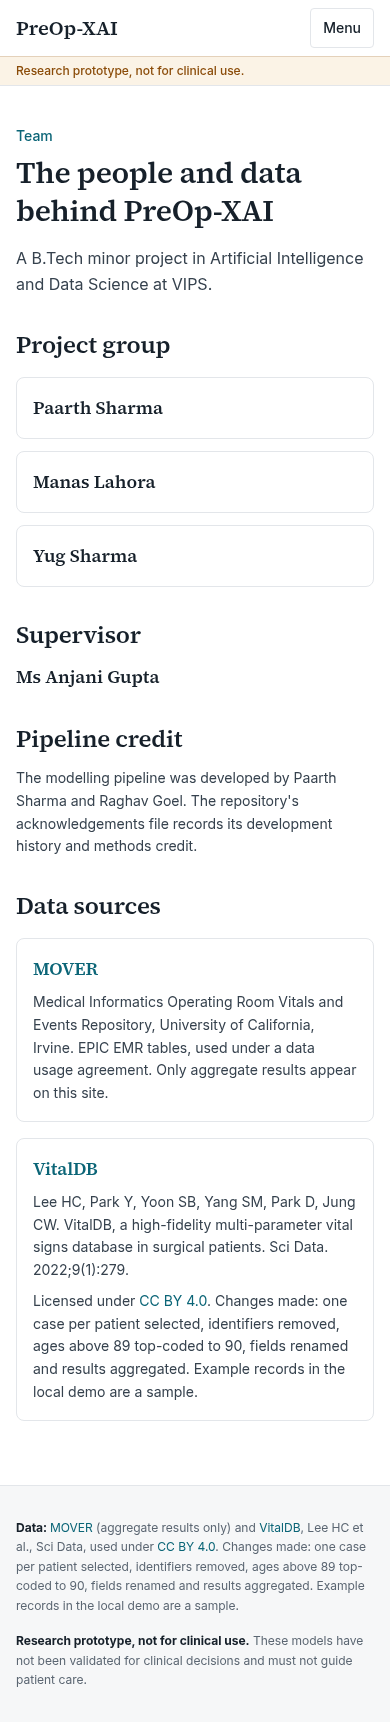 PreOp-XAI
Menu
Research prototype, not for clinical use.
Team
The people and data
behind PreOp-XAI
A B.Tech minor project in Artificial Intelligence
and Data Science at VIPS.
Project group
Paarth Sharma
Manas Lahora
Yug Sharma
Supervisor
Ms Anjani Gupta
Pipeline credit
The modelling pipeline was developed by Paarth
Sharma and Raghav Goel. The repository's
acknowledgements file records its development
history and methods credit.
Data sources
MOVER
Medical Informatics Operating Room Vitals and
Events Repository, University of California,
Irvine. EPIC EMR tables, used under a data
usage agreement. Only aggregate results appear
on this site.
VitalDB
Lee HC, Park Y, Yoon SB, Yang SM, Park D, Jung
CW. VitalDB, a high-fidelity multi-parameter vital
signs database in surgical patients. Sci Data.
2022;9(1):279.
Licensed under CC BY 4.0. Changes made: one
case per patient selected, identifiers removed,
ages above 89 top-coded to 90, fields renamed
and results aggregated. Example records in the
local demo are a sample.
Data: MOVER (aggregate results only) and VitalDB, Lee HC et
al., Sci Data, used under CC BY 4.0. Changes made: one case
per patient selected, identifiers removed, ages above 89 top-
coded to 90, fields renamed and results aggregated. Example
records in the local demo are a sample.
Research prototype, not for clinical use. These models have
not been validated for clinical decisions and must not guide
patient care.